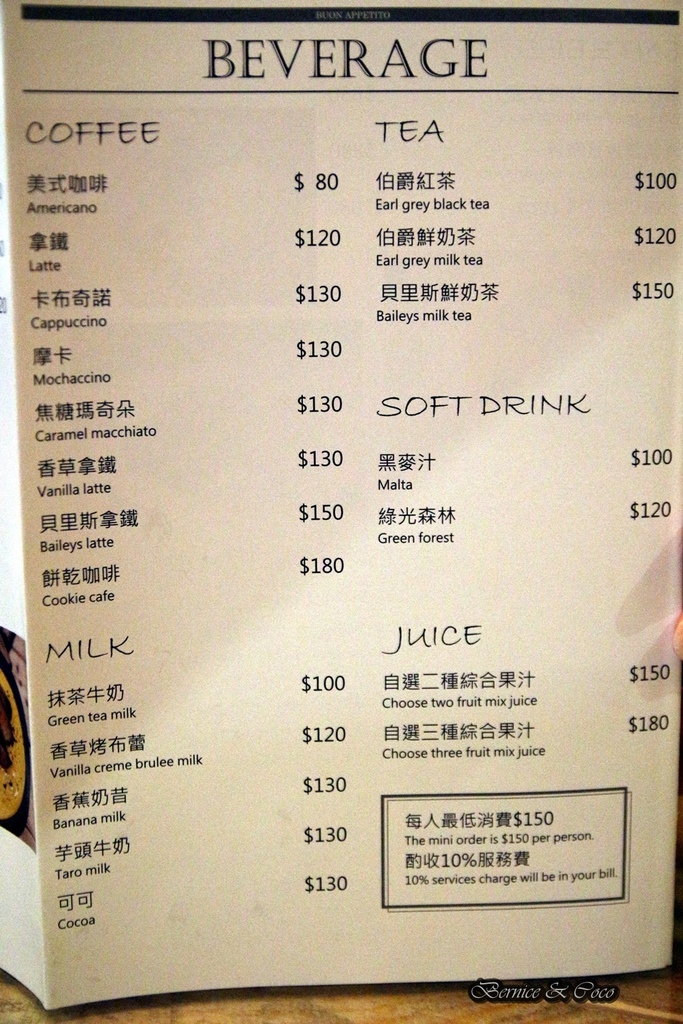 BUON APPETITO
BEVERAGE
COFFEE
美式咖啡 $ 80
Americano
拿鐵 $120
Latte
卡布奇諾 $130
Cappuccino
摩卡 $130
Mochaccino
焦糖瑪奇朵 $130
Caramel macchiato
香草拿鐵 $130
Vanilla latte
貝里斯拿鐵 $150
Baileys latte
餅乾咖啡 $180
Cookie cafe
MILK
抹茶牛奶 $100
Green tea milk
香草烤布蕾 $120
Vanilla creme brulee milk
香蕉奶昔 $130
Banana milk
芋頭牛奶 $130
Taro milk
可可 $130
Cocoa
TEA
伯爵紅茶 $100
Earl grey black tea
伯爵鮮奶茶 $120
Earl grey milk tea
貝里斯鮮奶茶 $150
Baileys milk tea
SOFT DRINK
黑麥汁 $100
Malta
綠光森林 $120
Green forest
JUICE
自選二種綜合果汁 $150
Choose two fruit mix juice
自選三種綜合果汁 $180
Choose three fruit mix juice
每人最低消費$150
The mini order is $150 per person.
酌收10%服務費
10% services charge will be in your bill.
Bernice & Coco